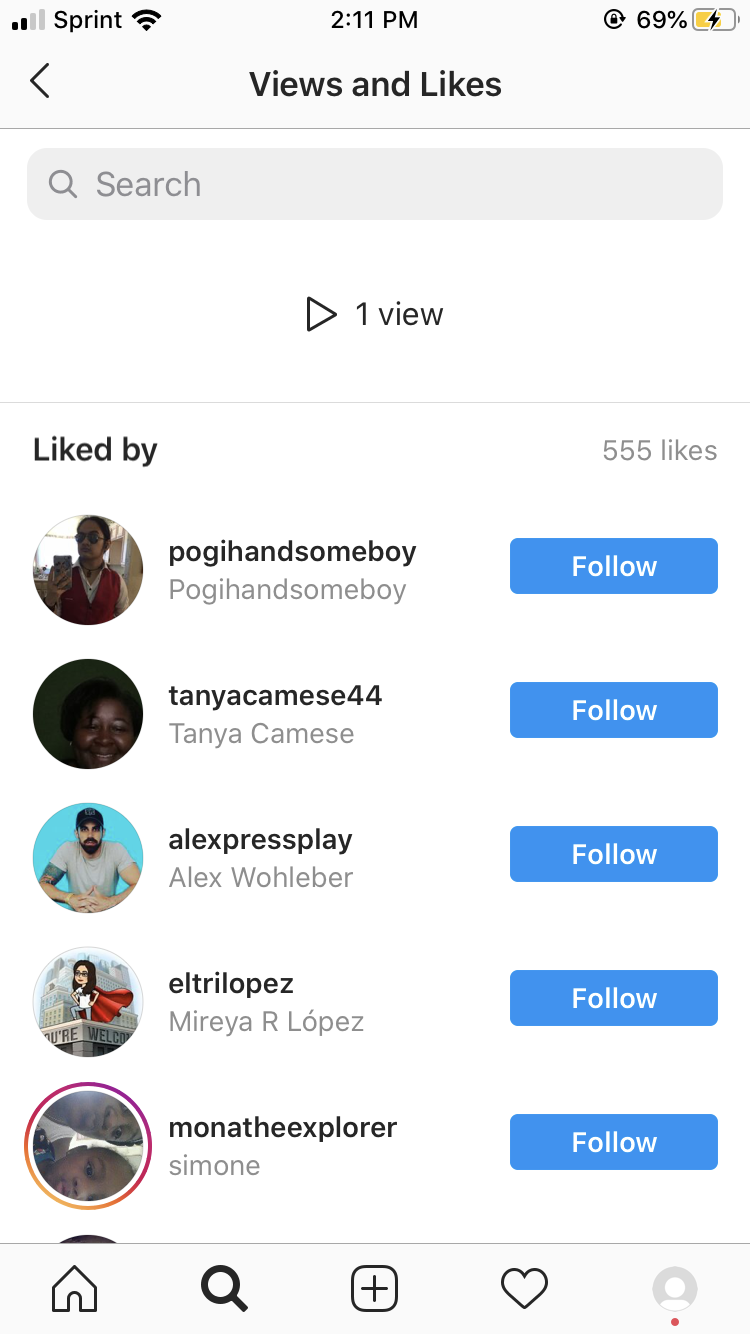 Sprint 2:11 PM 69%
Views and Likes
Search
1 view
Liked by 555 likes
pogihandsomeboy
Pogihandsomeboy
Follow
tanyacamese44
Tanya Camese
Follow
alexpressplay
Alex Wohleber
Follow
eltrilopez
Mireya R López
Follow
WELCO
monatheexplorer
simone
Follow